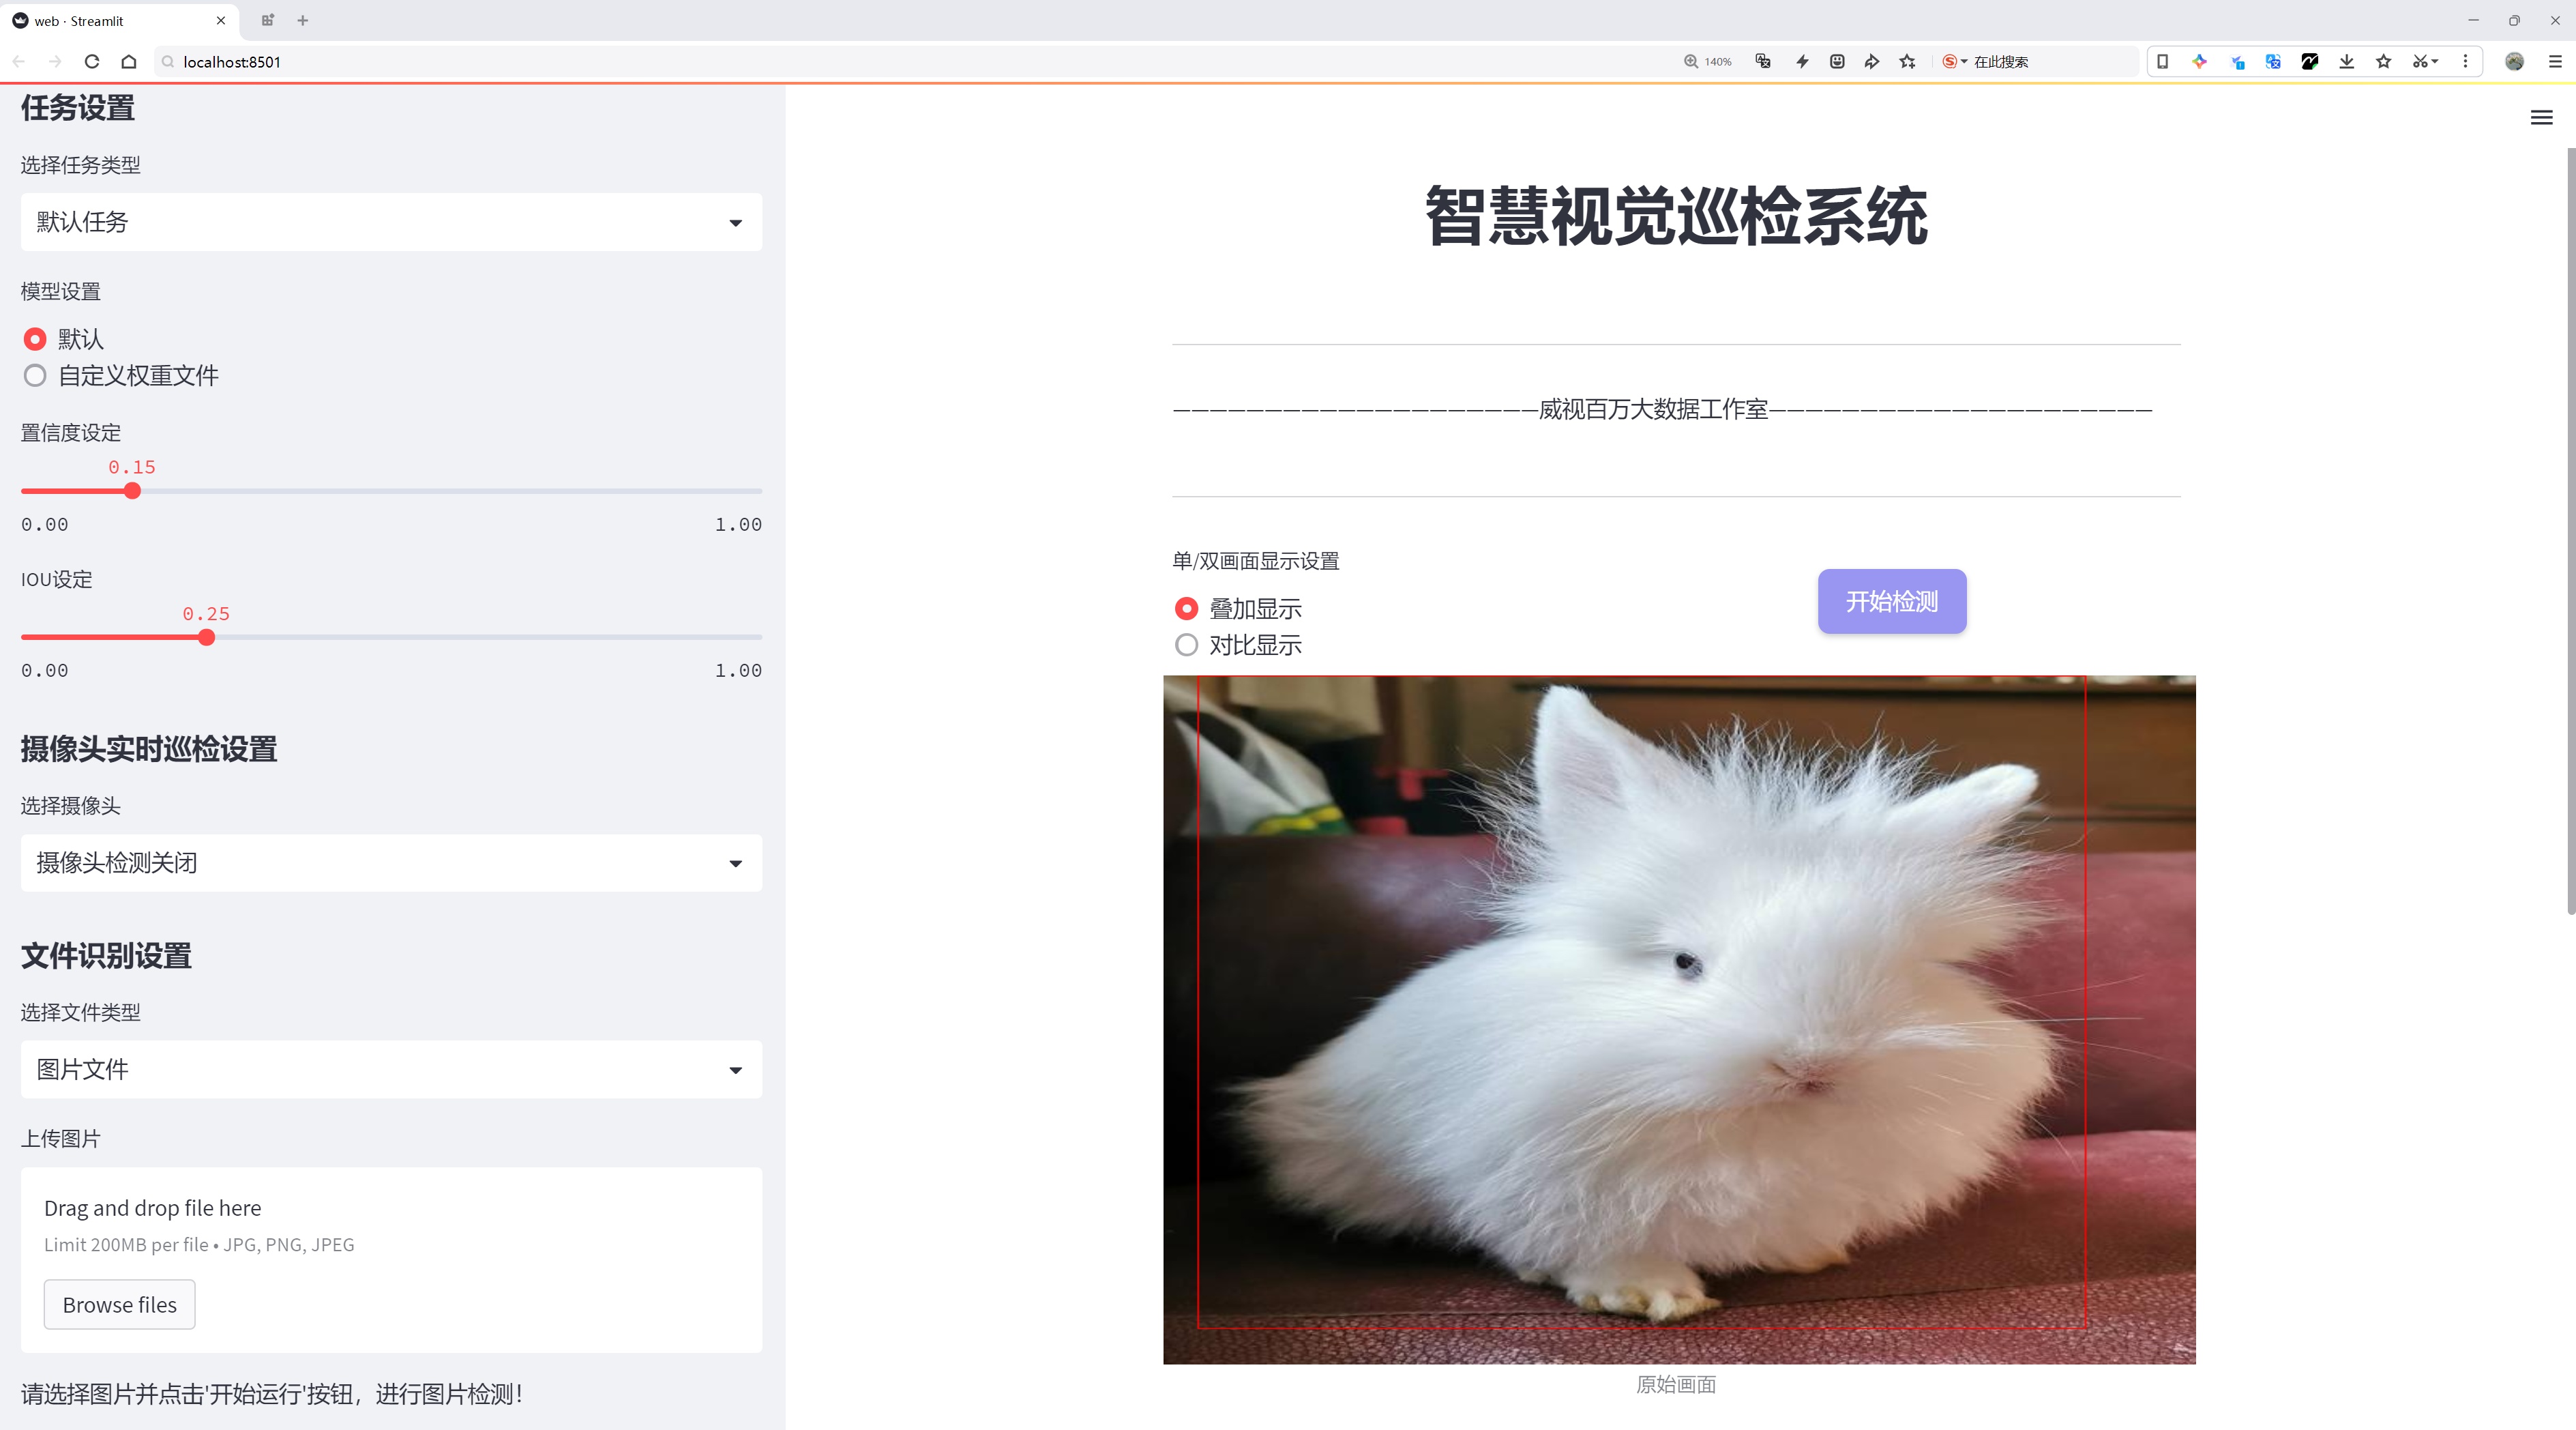 web · Streamlit
localhost:8501
140%
在此搜索
任务设置
选择任务类型
默认任务
模型设置
默认
自定义权重文件
置信度设定
0.15
0.00
1.00
IOU设定
0.25
0.00
1.00
摄像头实时巡检设置
选择摄像头
摄像头检测关闭
文件识别设置
选择文件类型
图片文件
上传图片
Drag and drop file here
Limit 200MB per file • JPG, PNG, JPEG
Browse files
请选择图片并点击'开始运行'按钮，进行图片检测！
智慧视觉巡检系统
—————————————————————威视百万大数据工作室——————————————————————
单/双画面显示设置
叠加显示
对比显示
开始检测
原始画面